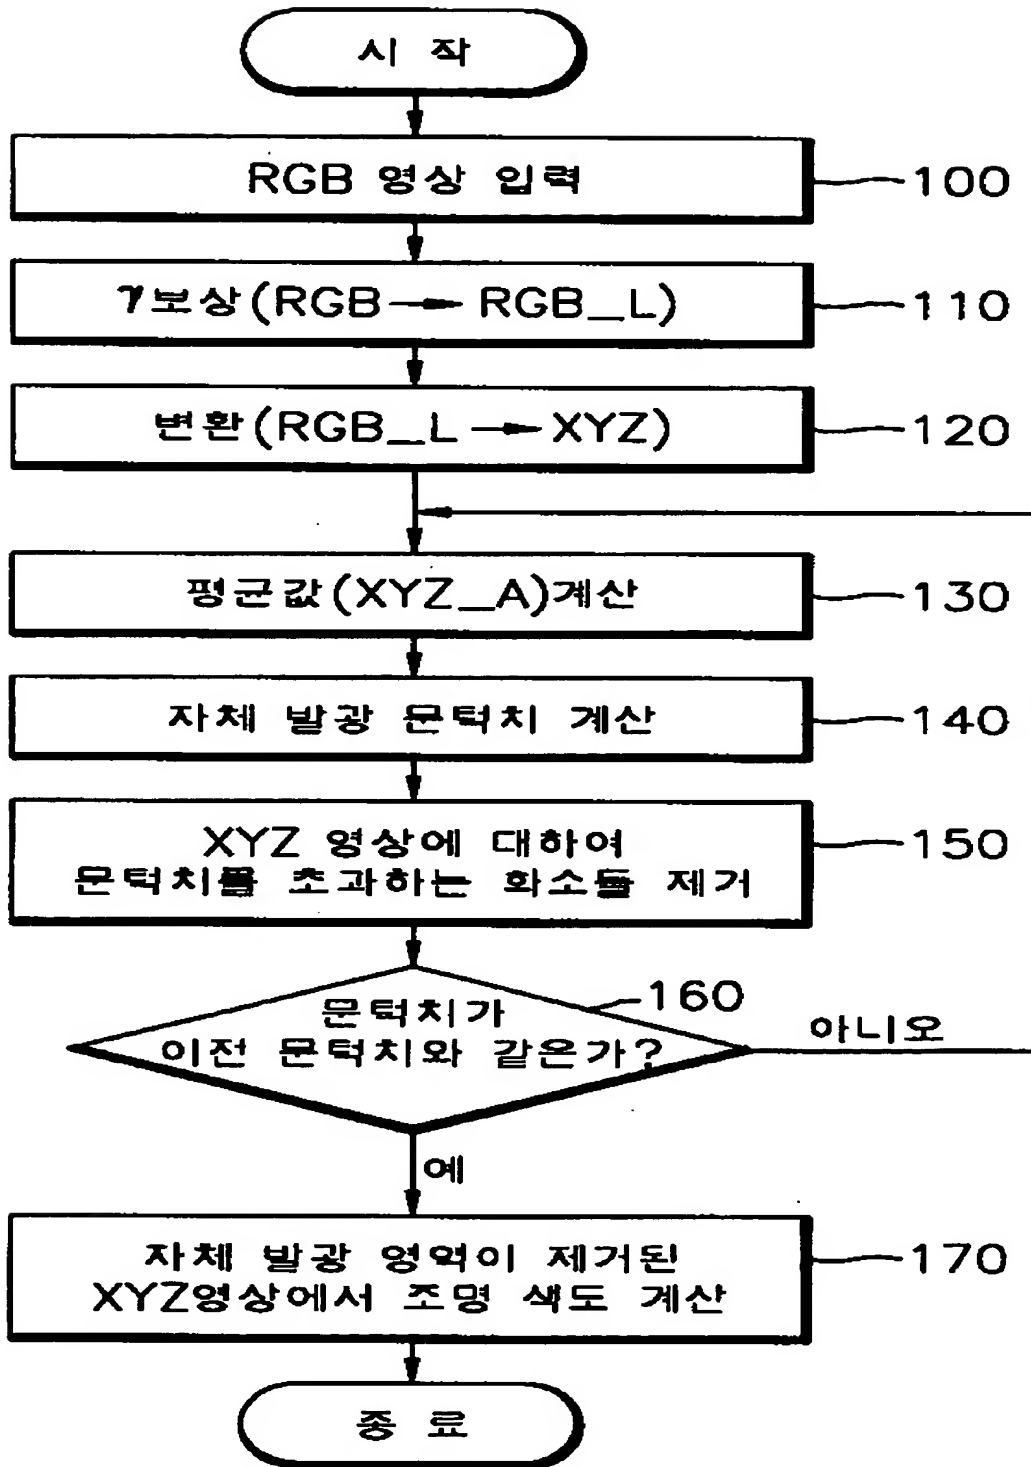 시 작
RGB 영상 입력
100
γ보상(RGB → RGB_L)
110
변환(RGB_L → XYZ)
120
평균값(XYZ_A)계산
130
자체 발광 문턱치 계산
140
XYZ 영상에 대하여
문턱치를 초과하는 화소들 제거
150
160
문턱치가
이전 문턱치와 같은가?
아니오
예
자체 발광 영역이 제거된
XYZ영상에서 조명 색도 계산
170
종 료